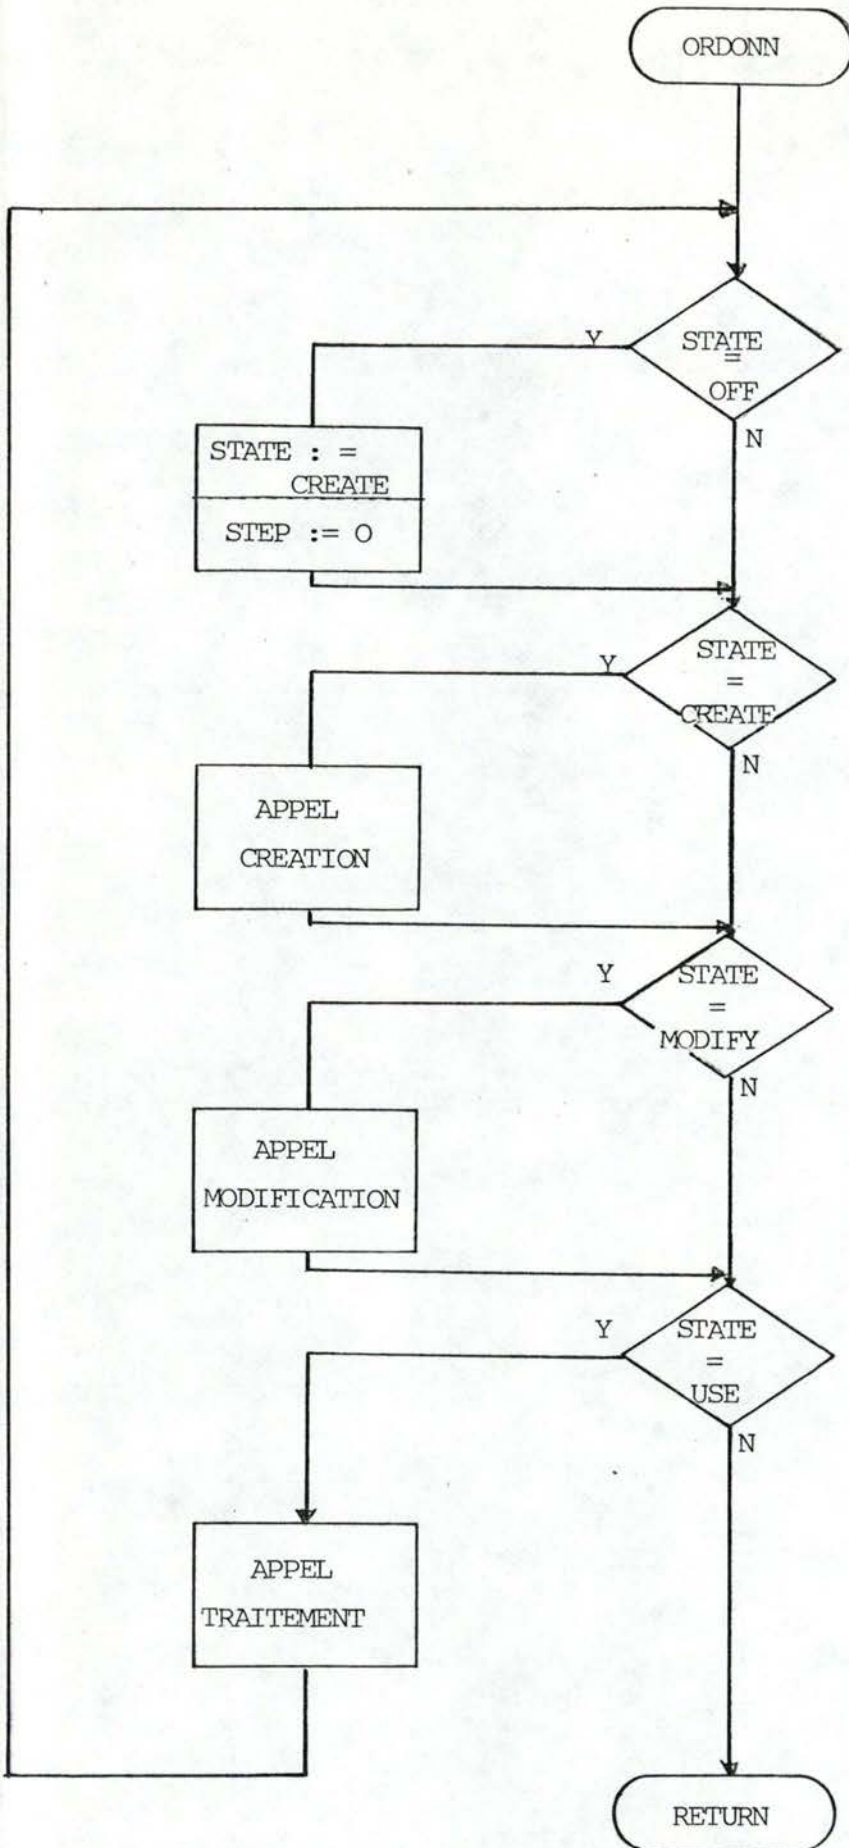 ORDONN
Y
STATE
=
OFF
N
STATE : =
CREATE
STEP := O
Y
STATE
=
CREATE
N
APPEL
CREATION
Y
STATE
=
MODIFY
N
APPEL
MODIFICATION
Y
STATE
=
USE
N
APPEL
TRAITEMENT
RETURN